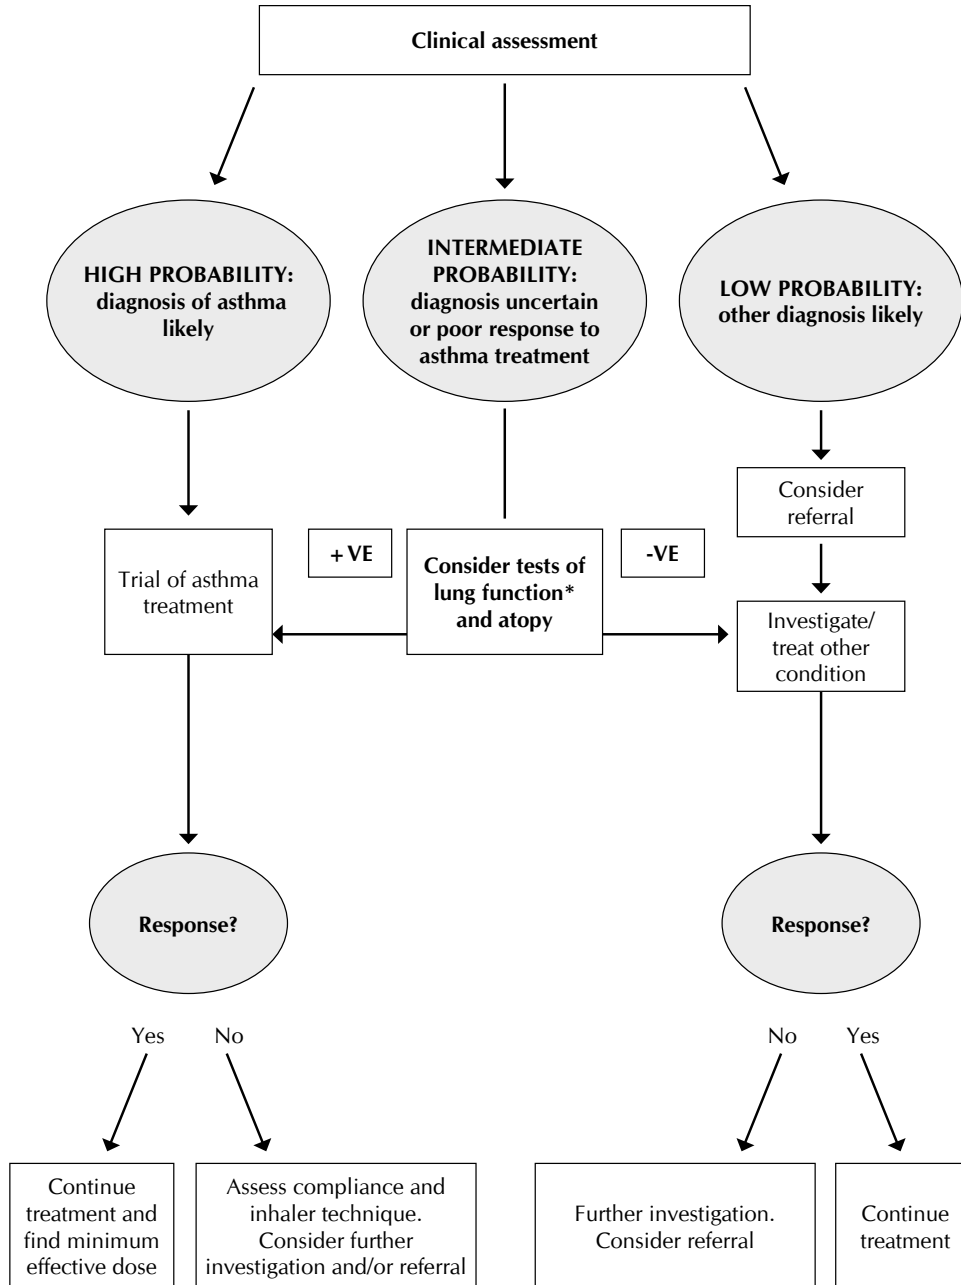 Clinical assessment
HIGH PROBABILITY:
diagnosis of asthma
likely
INTERMEDIATE
PROBABILITY:
diagnosis uncertain
or poor response to
asthma treatment
LOW PROBABILITY:
other diagnosis likely
Consider
referral
+ VE
-VE
Trial of asthma
treatment
Consider tests of
lung function*
and atopy
Investigate/
treat other
condition
Response?
Response?
Yes
No
No
Yes
Continue
treatment and
find minimum
effective dose
Assess compliance and
inhaler technique.
Consider further
investigation and/or referral
Further investigation.
Consider referral
Continue
treatment